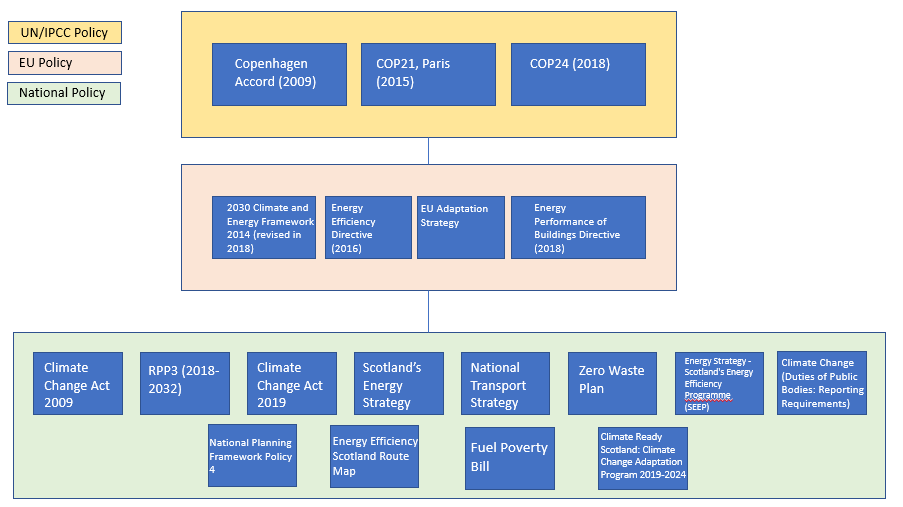 UN/IPCC Policy
EU Policy
National Policy
Copenhagen
Accord (2009)
COP21, Paris
(2015)
COP24 (2018)
2030 Climate and
Energy Framework
2014 (revised in
2018)
Energy
Efficiency
Directive
(2016)
EU Adaptation
Strategy
Energy
Performance of
Buildings Directive
(2018)
Climate
Change Act
2009
RPP3 (2018-
2032)
Climate
Change Act
2019
Scotland’s
Energy
Strategy
National
Transport
Strategy
Zero Waste
Plan
Energy Strategy -
Scotland's Energy
Efficiency
Programme
(SEEP)
Climate Change
(Duties of Public
Bodies: Reporting
Requirements)
National Planning
Framework Policy
4
Energy Efficiency
Scotland Route
Map
Fuel Poverty
Bill
Climate Ready
Scotland: Climate
Change Adaptation
Program 2019-2024